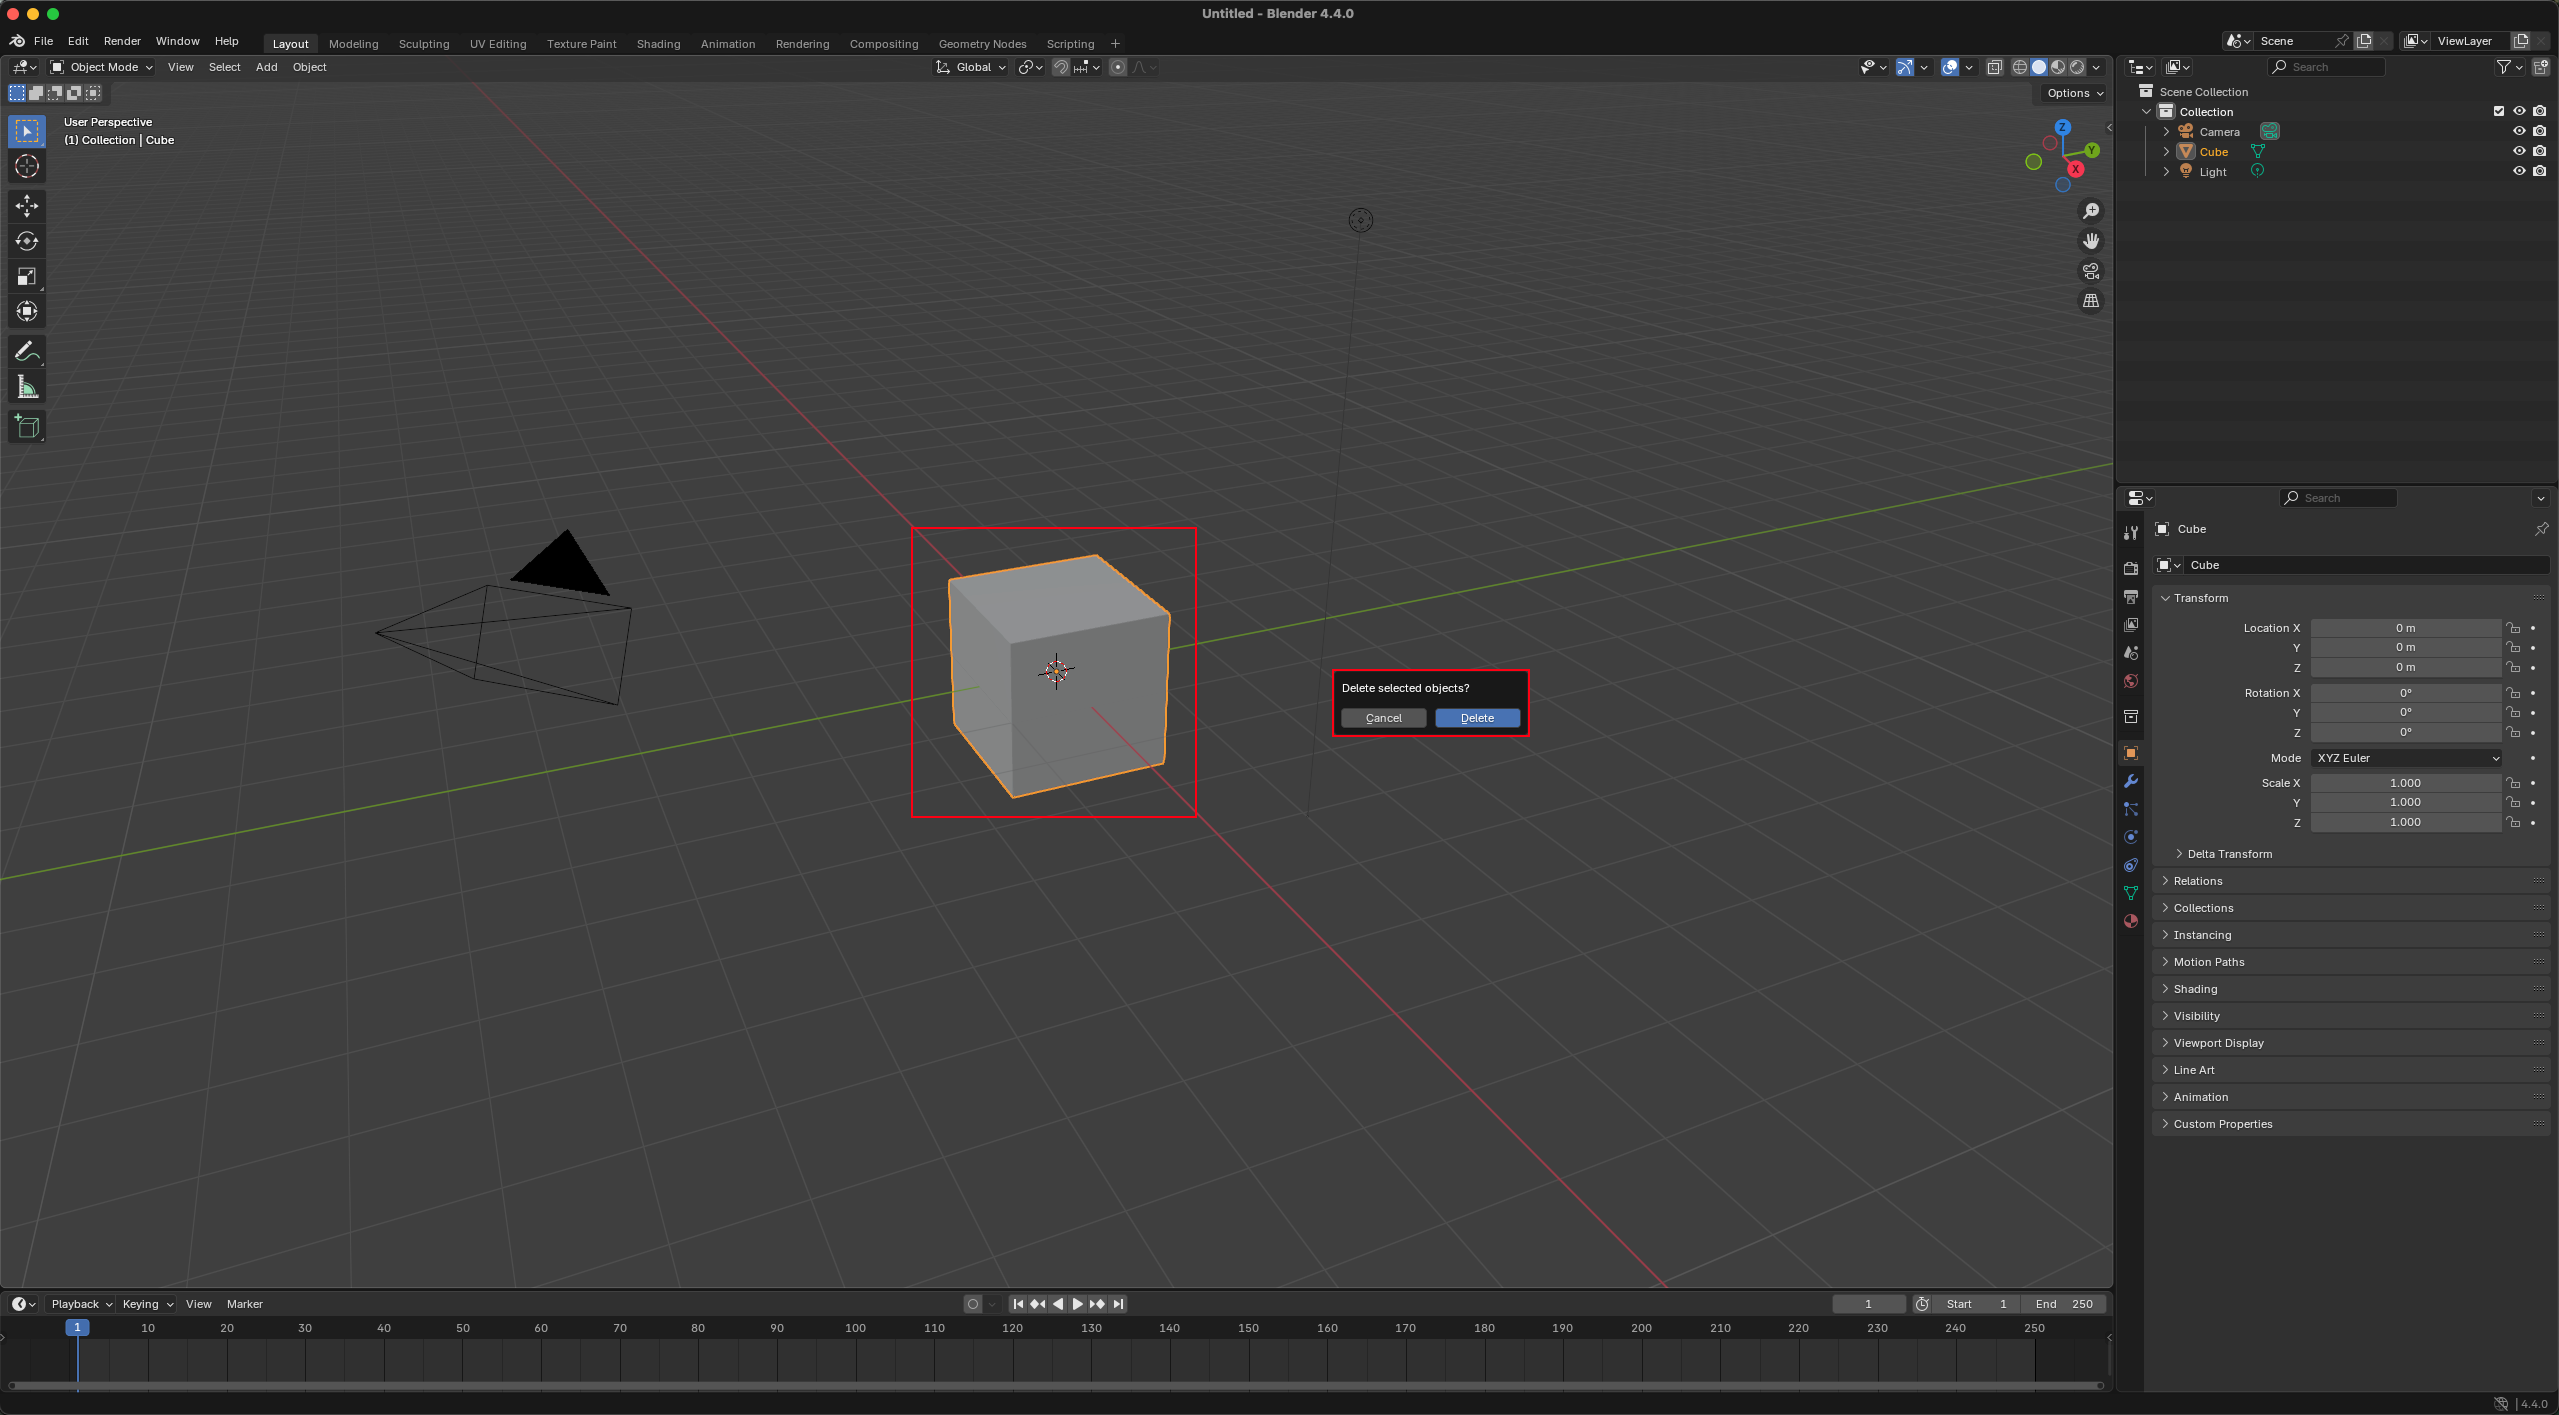 Untitled - Blender 4.4.0
File Edit Render Window Help Layout Modeling Sculpting UV Editing Texture Paint Shading Animation Rendering Compositing Geometry Nodes Scripting + Scene ViewLayer
Object Mode View Select Add Object Global Search
Options
User Perspective
(1) Collection | Cube
Z
Y
X
Scene Collection
Collection
Camera
Cube
Light
Delete selected objects?
Cancel Delete
Search
Cube
Cube
Transform
Location X 0 m
Y 0 m
Z 0 m
Rotation X 0°
Y 0°
Z 0°
Mode XYZ Euler
Scale X 1.000
Y 1.000
Z 1.000
Delta Transform
Relations
Collections
Instancing
Motion Paths
Shading
Visibility
Viewport Display
Line Art
Animation
Custom Properties
Playback Keying View Marker 1 Start 1 End 250
1 10 20 30 40 50 60 70 80 90 100 110 120 130 140 150 160 170 180 190 200 210 220 230 240 250
4.4.0